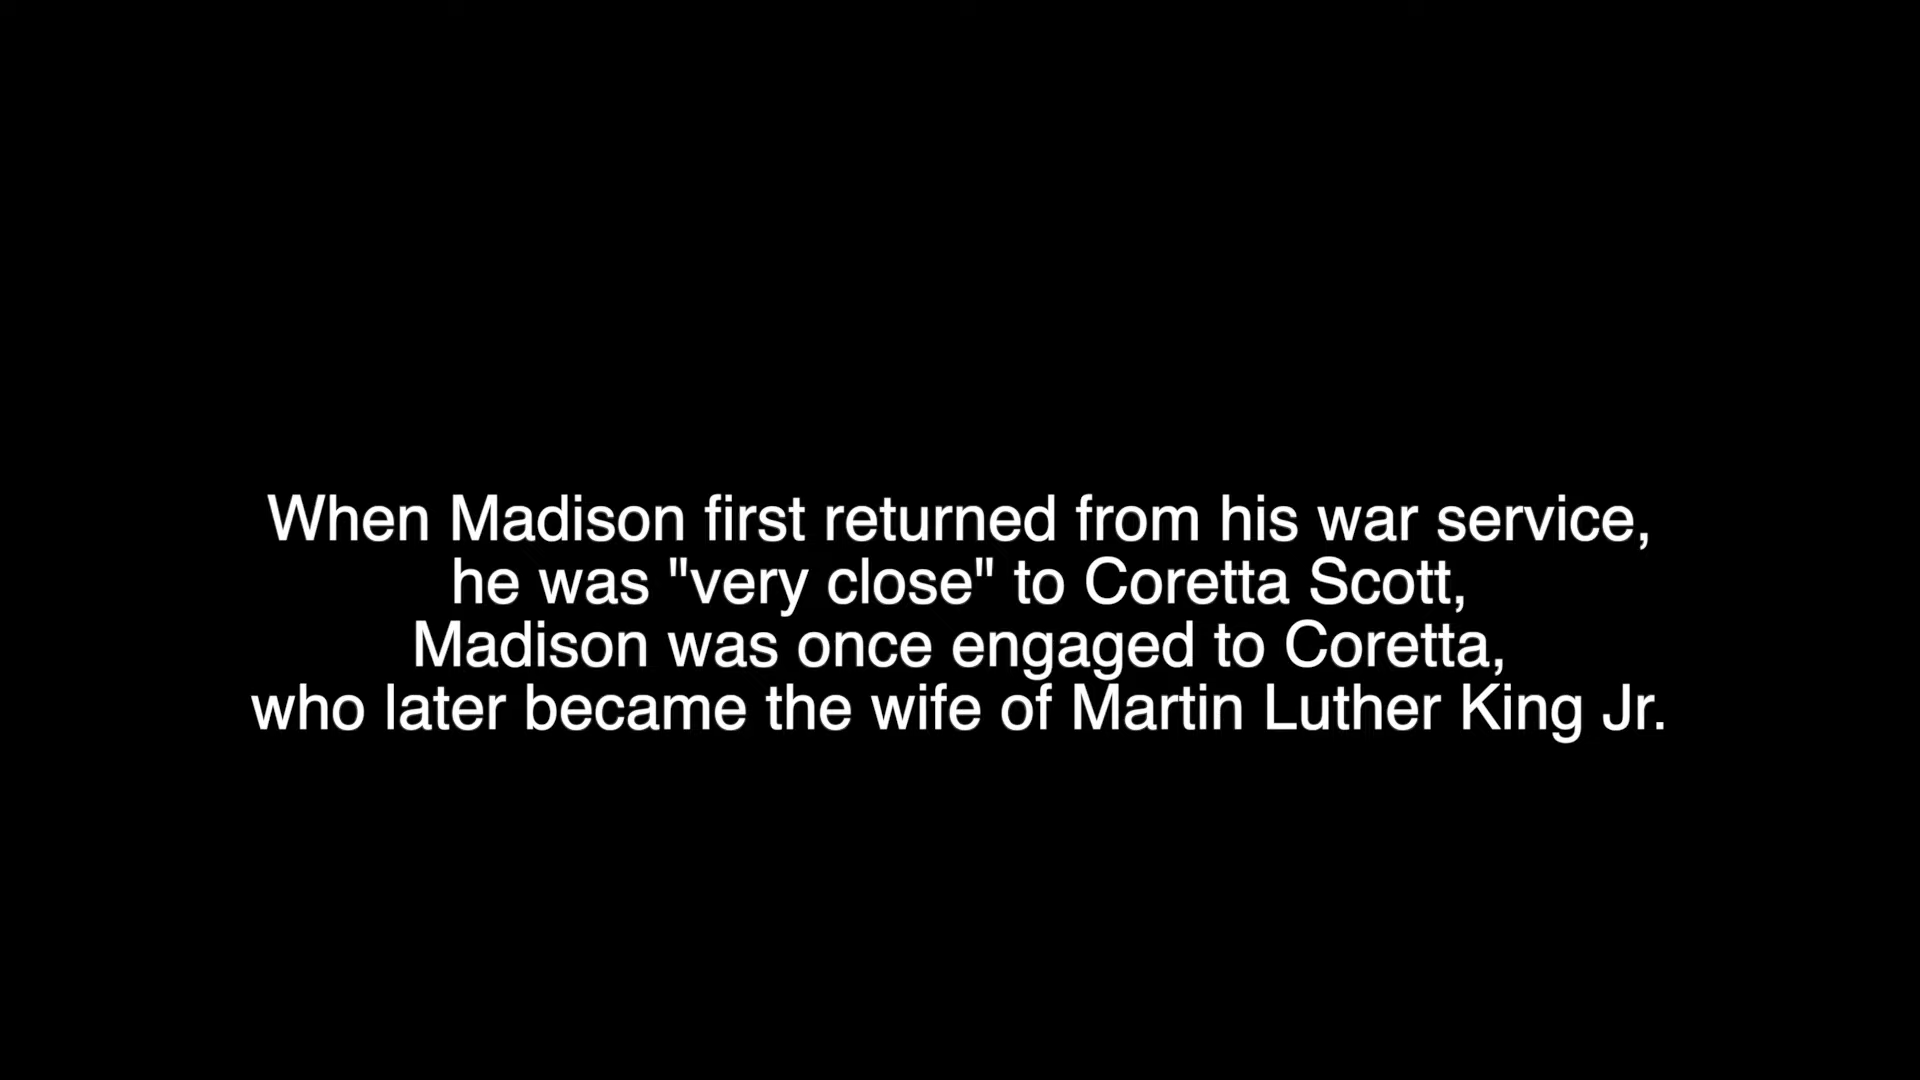 When Madison first returned from his war service,
he was "very close" to Coretta Scott,
Madison was once engaged to Coretta,
who later became the wife of Martin Luther King Jr.